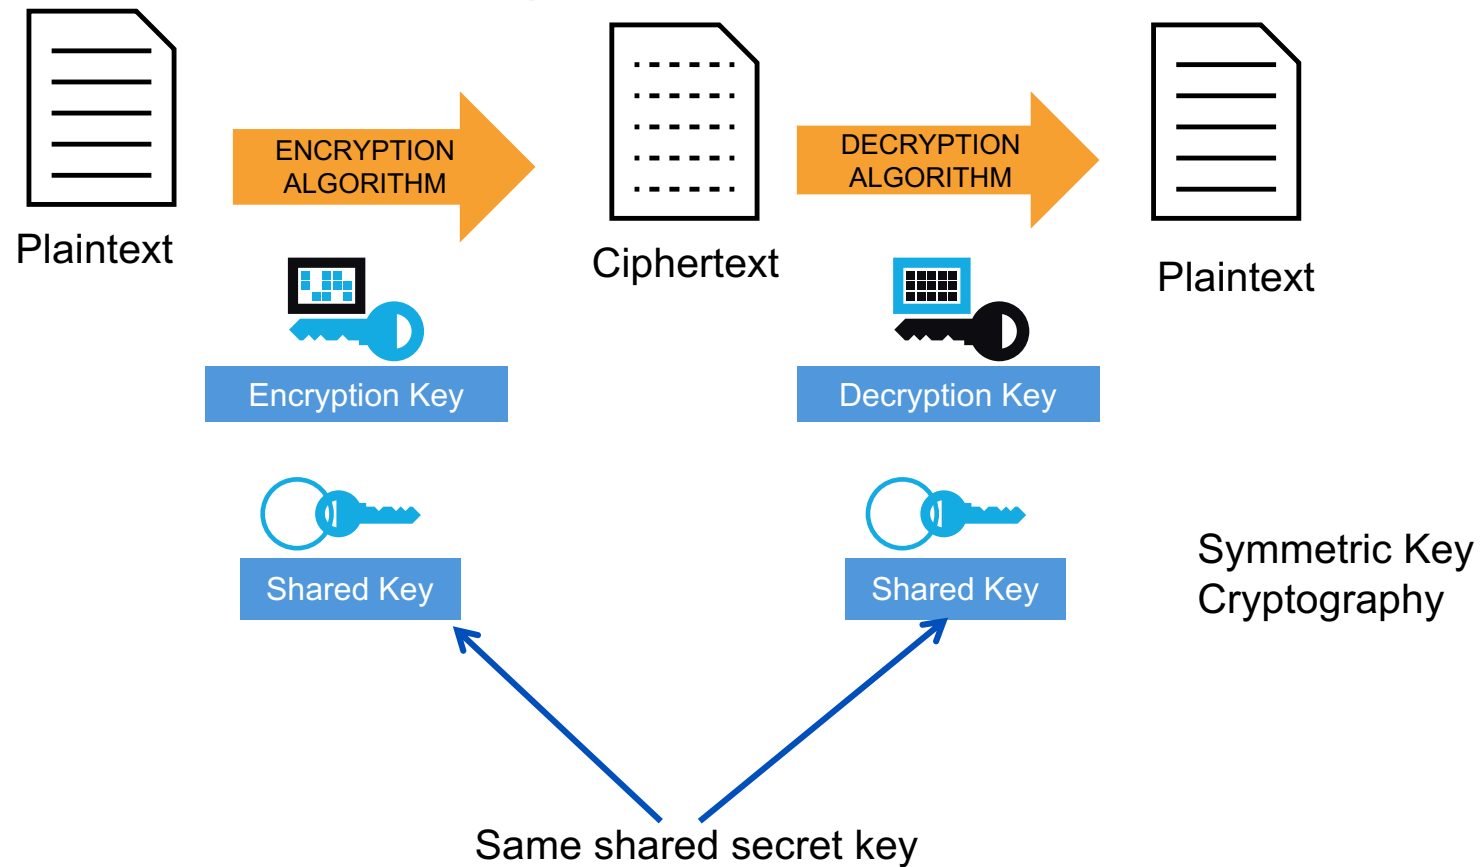 ENCRYPTION
ALGORITHM
DECRYPTION
ALGORITHM
Plaintext
Ciphertext
Plaintext
Encryption Key
Decryption Key
Shared Key
Shared Key
Symmetric Key
Cryptography
Same shared secret key